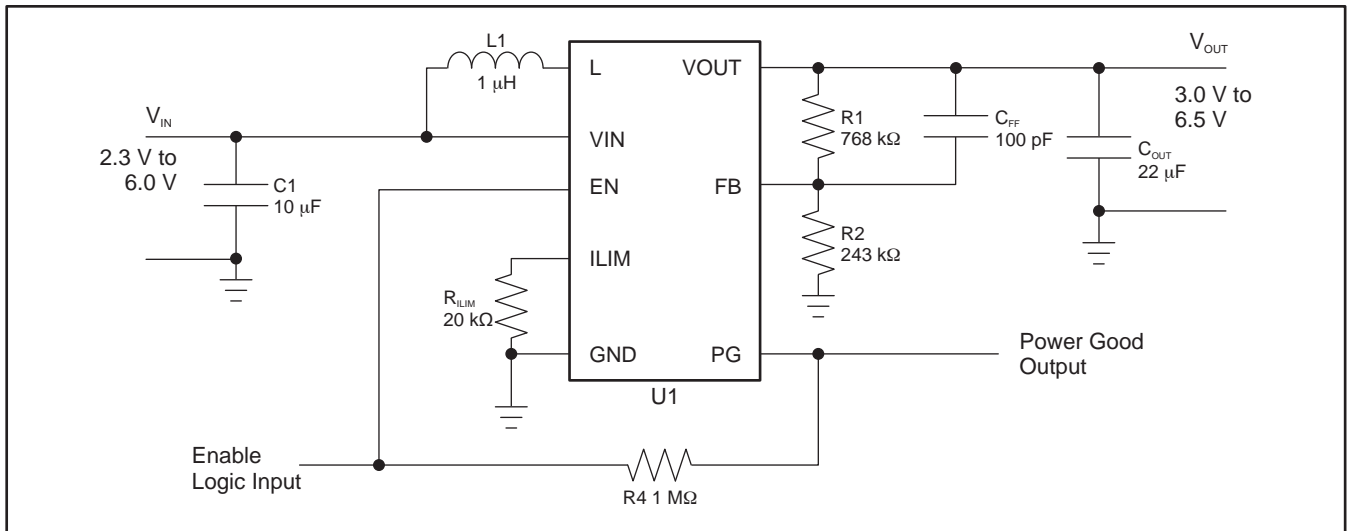 L1
1 μH
V_IN
2.3 V to
6.0 V
C1
10 μF
R_ILIM
20 kΩ
L
VIN
EN
ILIM
GND
VOUT
FB
PG
U1
R1
768 kΩ
R2
243 kΩ
C_FF
100 pF
C_OUT
22 μF
V_OUT
3.0 V to
6.5 V
Power Good
Output
Enable
Logic Input
R4 1 MΩ